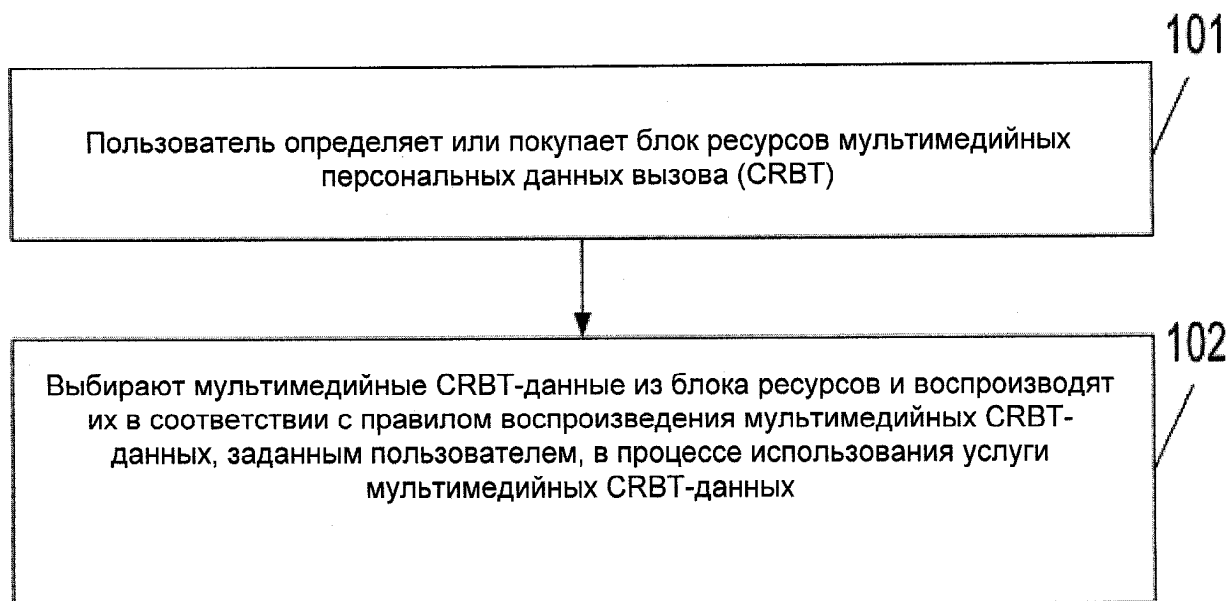 101
Пользователь определяет или покупает блок ресурсов мультимедийных
персональных данных вызова (CRBT)
102
Выбирают мультимедийные CRBT-данные из блока ресурсов и воспроизводят
их в соответствии с правилом воспроизведения мультимедийных CRBT-
данных, заданным пользователем, в процессе использования услуги
мультимедийных CRBT-данных